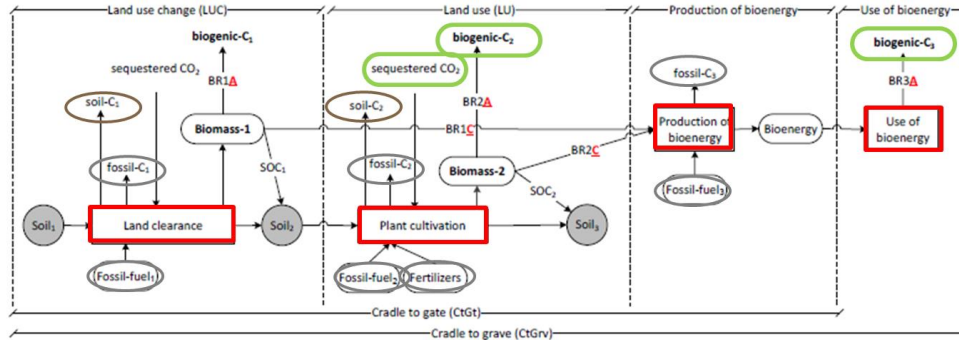 Land use change (LUC)
Land use (LU)
Production of bioenergy
Use of bioenergy
biogenic-C₁
biogenic-C₂
biogenic-C₃
sequestered CO₂
sequestered CO₂
fossil-C₃
BR1A
BR2A
BR3A
soil-C₁
soil-C₂
Biomass-1
BR1C
Production of
bioenergy
Bioenergy
Use of
bioenergy
fossil-C₁
SOC₁
fossil-C₂
Biomass-2
BR2C
SOC₂
Fossil-fuel₃
Soil₁
Land clearance
Soil₂
Plant cultivation
Soil₃
Fossil-fuel₁
Fossil-fuel₂
Fertilizers
Cradle to gate (CtGt)
Cradle to grave (CtGrv)